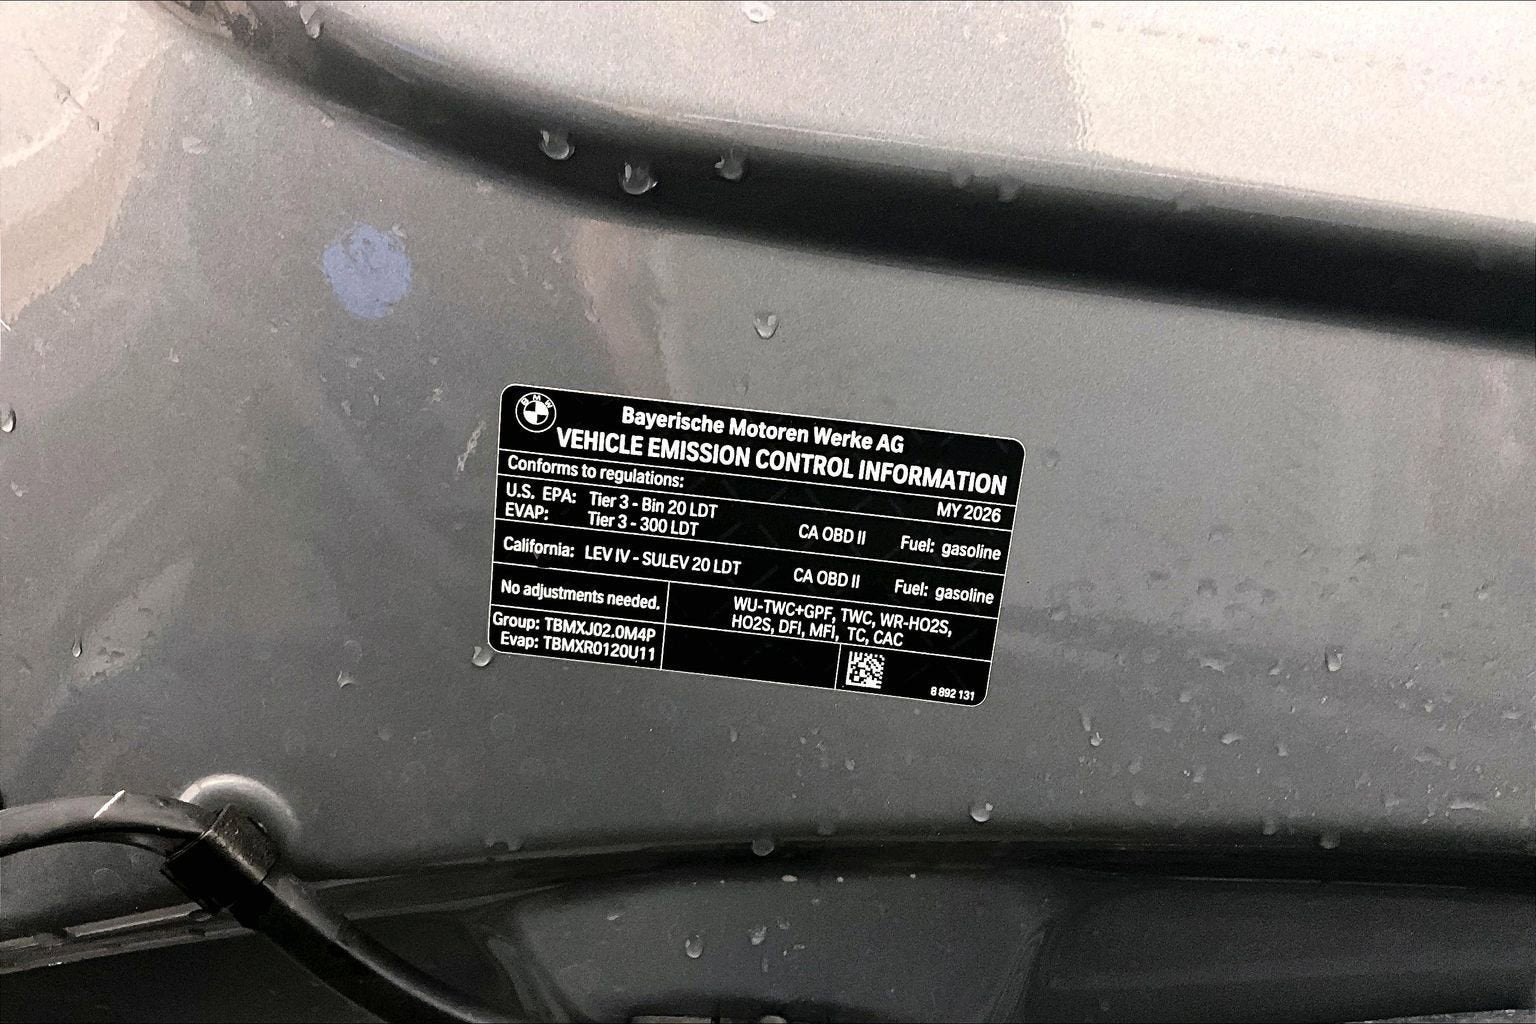 BMW
Bayerische Motoren Werke AG
VEHICLE EMISSION CONTROL INFORMATION
Conforms to regulations: MY 2026
U.S. EPA: Tier 3 - Bin 20 LDT
EVAP: Tier 3 - 300 LDT CA OBD II Fuel: gasoline
California: LEV IV - SULEV 20 LDT CA OBD II Fuel: gasoline
No adjustments needed.
WU-TWC+GPF, TWC, WR-HO2S,
HO2S, DFI, MFI, TC, CAC
Group: TBMXJ02.0M4P
Evap: TBMXR0120U11
8 892 131